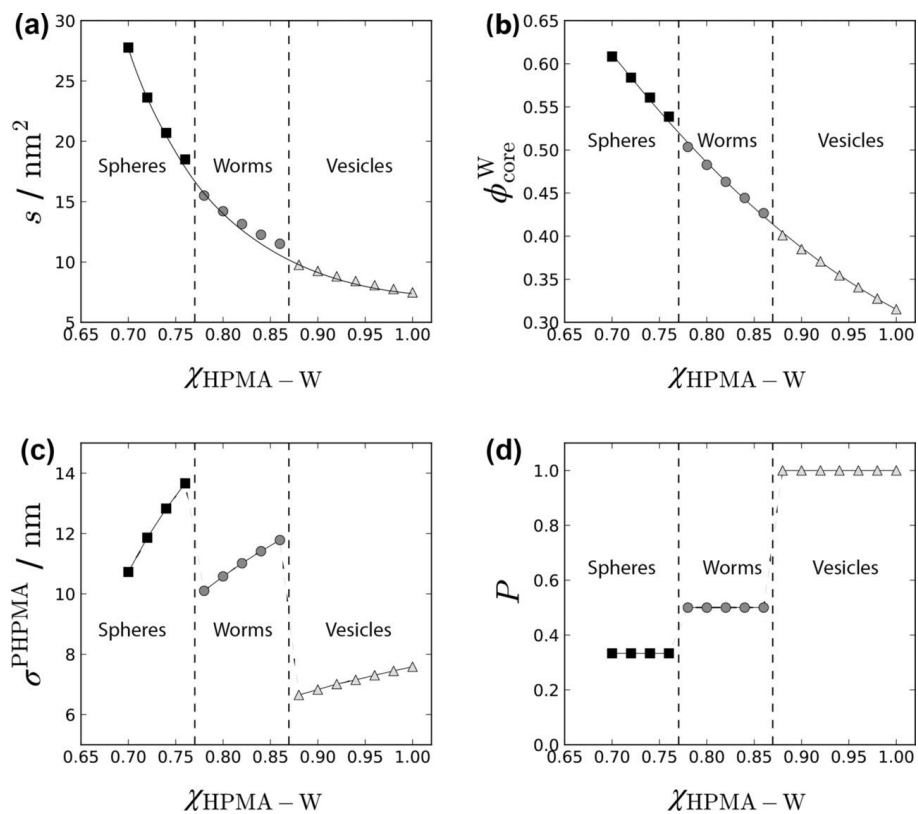 (a)
30
25
20
15
10
5
s / nm²
Spheres Worms Vesicles
0.65 0.70 0.75 0.80 0.85 0.90 0.95 1.00
χHPMA – W
(b)
0.65
0.60
0.55
0.50
0.45
0.40
0.35
0.30
ϕ^W_core
Spheres Worms Vesicles
0.65 0.70 0.75 0.80 0.85 0.90 0.95 1.00
χHPMA – W
(c)
14
12
10
8
6
σ^PHPMA / nm
Spheres Worms Vesicles
0.65 0.70 0.75 0.80 0.85 0.90 0.95 1.00
χHPMA – W
(d)
1.0
0.8
0.6
0.4
0.2
0.0
P
Spheres Worms Vesicles
0.65 0.70 0.75 0.80 0.85 0.90 0.95 1.00
χHPMA – W